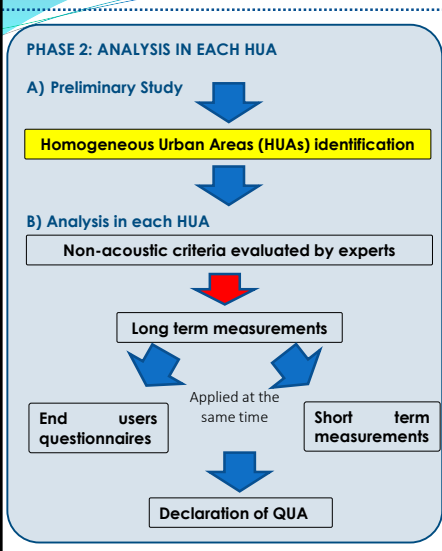 PHASE 2: ANALYSIS IN EACH HUA
A) Preliminary Study
Homogeneous Urban Areas (HUAs) identification
B) Analysis in each HUA
Non-acoustic criteria evaluated by experts
Long term measurements
Applied at the
same time
End users
questionnaires
Short term
measurements
Declaration of QUA